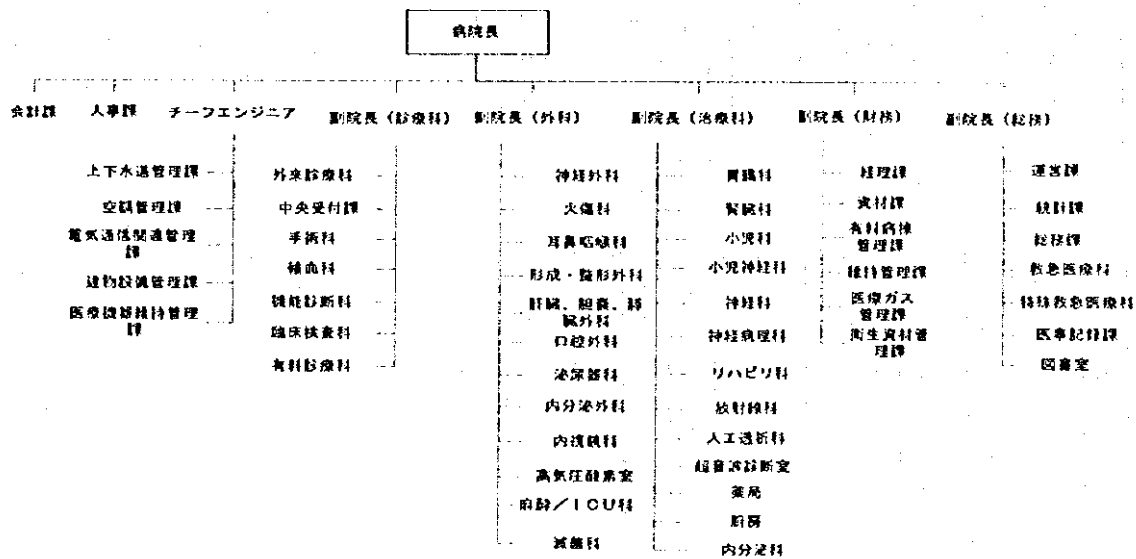 病院長
会計課
人事課
チーフエンジニア
副院長（診療科）
副院長（外科）
副院長（治療科）
副院長（財務）
副院長（総務）
上下水道管理課
空調管理課
電気通信関連管理
課
建物設備管理課
医療機器維持管理
課
外来診療科
中央受付課
手術科
輸血科
機能診断科
臨床検査科
有料診療科
神経外科
火傷科
耳鼻咽喉科
形成・整形外科
肝臓、胆嚢、膵
臓外科
口腔外科
泌尿器科
内分泌外科
内視鏡科
高気圧酸素室
麻酔／ICU科
滅菌科
胃腸科
腎臓科
小児科
小児神経科
神経科
神経病理科
リハビリ科
放射線科
人工透析科
超音波診断室
薬局
厨房
内分泌科
経理課
資材課
有料病棟
管理課
維持管理課
医療ガス
管理課
衛生資材管
理課
運営課
統計課
総務課
救急医療科
特殊救急医療科
医事記録課
図書室